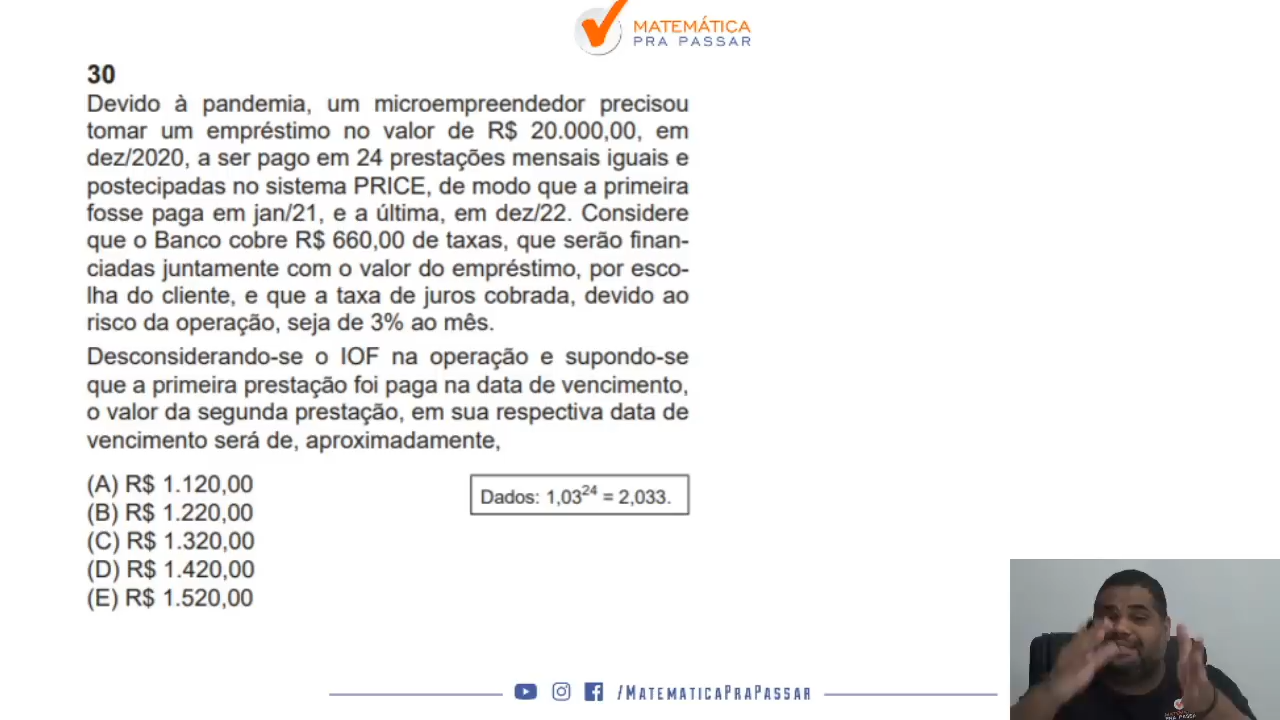 MATEMÁTICA
PRA PASSAR
30
Devido à pandemia, um microempreendedor precisou
tomar um empréstimo no valor de R$ 20.000,00, em
dez/2020, a ser pago em 24 prestações mensais iguais e
postecipadas no sistema PRICE, de modo que a primeira
fosse paga em jan/21, e a última, em dez/22. Considere
que o Banco cobre R$ 660,00 de taxas, que serão finan-
ciadas juntamente com o valor do empréstimo, por esco-
lha do cliente, e que a taxa de juros cobrada, devido ao
risco da operação, seja de 3% ao mês.
Desconsiderando-se o IOF na operação e supondo-se
que a primeira prestação foi paga na data de vencimento,
o valor da segunda prestação, em sua respectiva data de
vencimento será de, aproximadamente,
(A) R$ 1.120,00
(B) R$ 1.220,00
(C) R$ 1.320,00
(D) R$ 1.420,00
(E) R$ 1.520,00
Dados: 1,03²⁴ = 2,033.
/MATEMATICAPRAPASSAR
MATEMÁTICA
PRA PASSAR